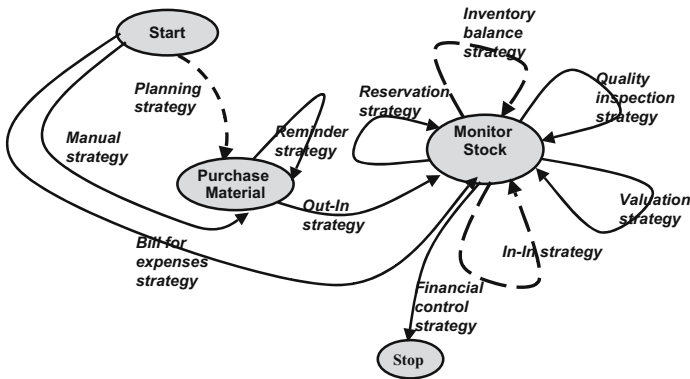 Start
Inventory
balance
strategy
Planning
strategy
Reservation
strategy
Quality
inspection
strategy
Manual
strategy
Reminder
strategy
Monitor
Stock
Purchase
Material
Out-In
strategy
Valuation
strategy
Bill for
expenses
strategy
In-In strategy
Financial
control
strategy
Stop